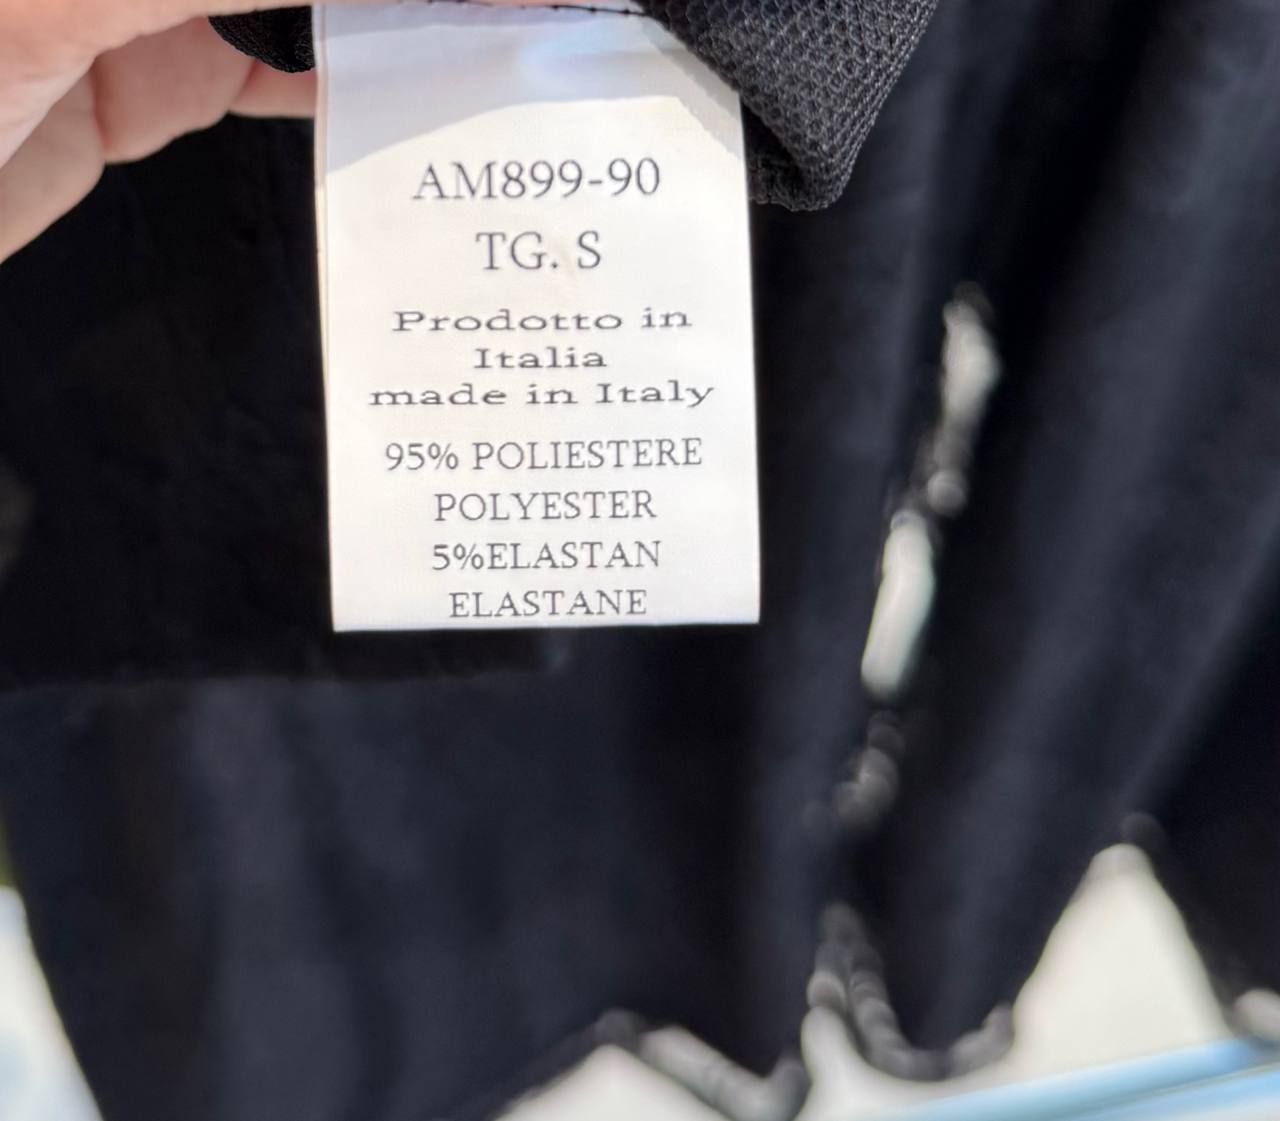 AM899-90
TG. S
Prodotto in
Italia
made in Italy
95% POLIESTERE
POLYESTER
5%ELASTAN
ELASTANE